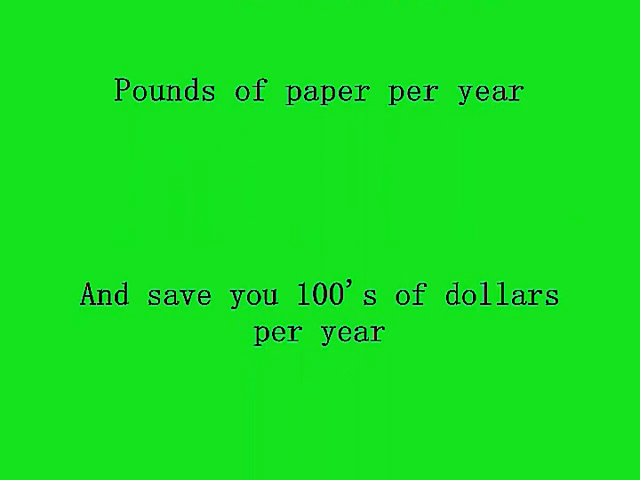 Pounds of paper per year
And save you 100's of dollars
per year